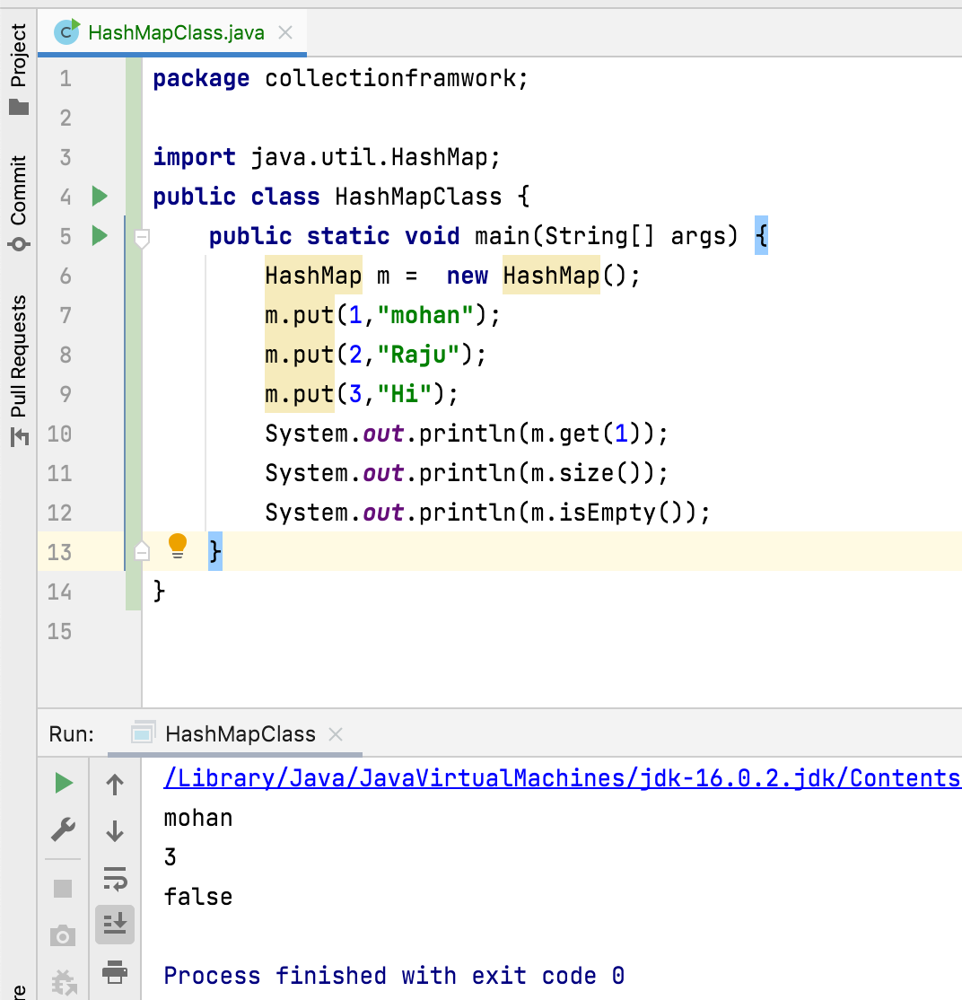 HashMapClass.java
Project
Commit
Pull Requests
1 package collectionframwork;
2
3 import java.util.HashMap;
4 public class HashMapClass {
5 public static void main(String[] args) {
6 HashMap m =  new HashMap();
7 m.put(1,"mohan");
8 m.put(2,"Raju");
9 m.put(3,"Hi");
10 System.out.println(m.get(1));
11 System.out.println(m.size());
12 System.out.println(m.isEmpty());
13 }
14 }
15
Run: HashMapClass
/Library/Java/JavaVirtualMachines/jdk-16.0.2.jdk/Contents
mohan
3
false
Process finished with exit code 0